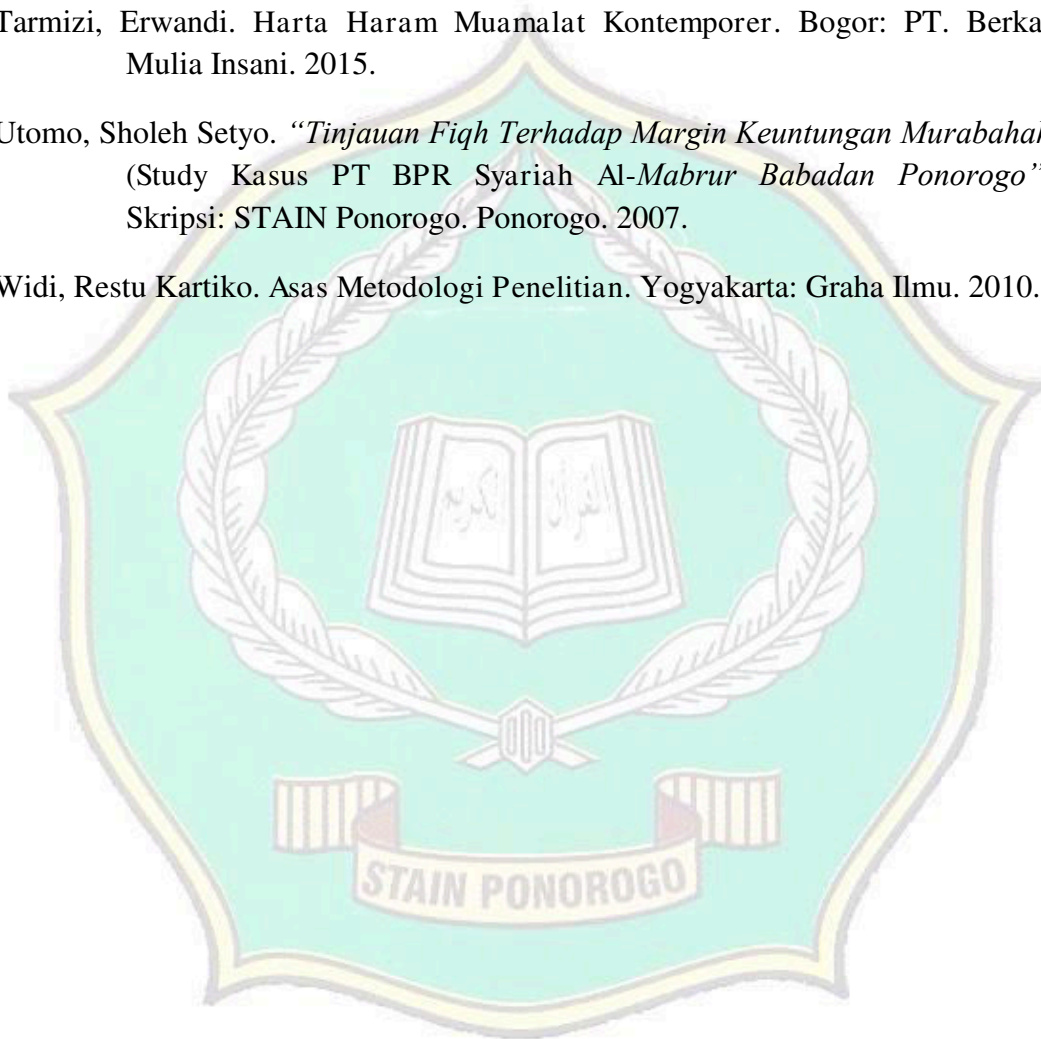 Tarmizi, Erwandi. Harta Haram Muamalat Kontemporer. Bogor: PT. Berka
Mulia Insani. 2015.
Utomo, Sholeh Setyo. “Tinjauan Fiqh Terhadap Margin Keuntungan Murabahah
(Study Kasus PT BPR Syariah Al-Mabrur Babadan Ponorogo”
Skripsi: STAIN Ponorogo. Ponorogo. 2007.
Widi, Restu Kartiko. Asas Metodologi Penelitian. Yogyakarta: Graha Ilmu. 2010.
القرآن الكريم
STAIN PONOROGO